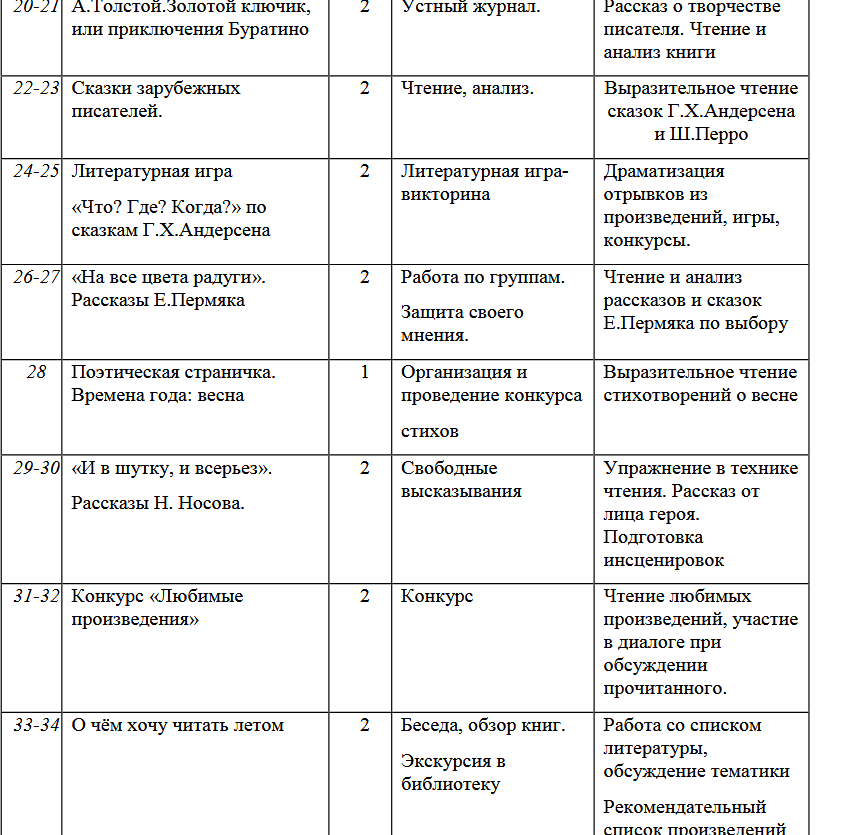 20-21 А.Толстой.Золотой ключик, 2 Устный журнал. Рассказ о творчестве
или приключения Буратино писателя. Чтение и
анализ книги
22-23 Сказки зарубежных 2 Чтение, анализ. Выразительное чтение
писателей. сказок Г.Х.Андерсена
и Ш.Перро
24-25 Литературная игра 2 Литературная игра- Драматизация
викторина отрывков из
«Что? Где? Когда?» по произведений, игры,
сказкам Г.Х.Андерсена конкурсы.
26-27 «На все цвета радуги». 2 Работа по группам. Чтение и анализ
Рассказы Е.Пермяка рассказов и сказок
Защита своего Е.Пермяка по выбору
мнения.
28 Поэтическая страничка. 1 Организация и Выразительное чтение
Времена года: весна проведение конкурса стихотворений о весне
стихов
29-30 «И в шутку, и всерьез». 2 Свободные Упражнение в технике
высказывания чтения. Рассказ от
Рассказы Н. Носова. лица героя.
Подготовка
инсценировок
31-32 Конкурс «Любимые 2 Конкурс Чтение любимых
произведения» произведений, участие
в диалоге при
обсуждении
прочитанного.
33-34 О чём хочу читать летом 2 Беседа, обзор книг. Работа со списком
литературы,
Экскурсия в обсуждение тематики
библиотеку
Рекомендательный
список произведений